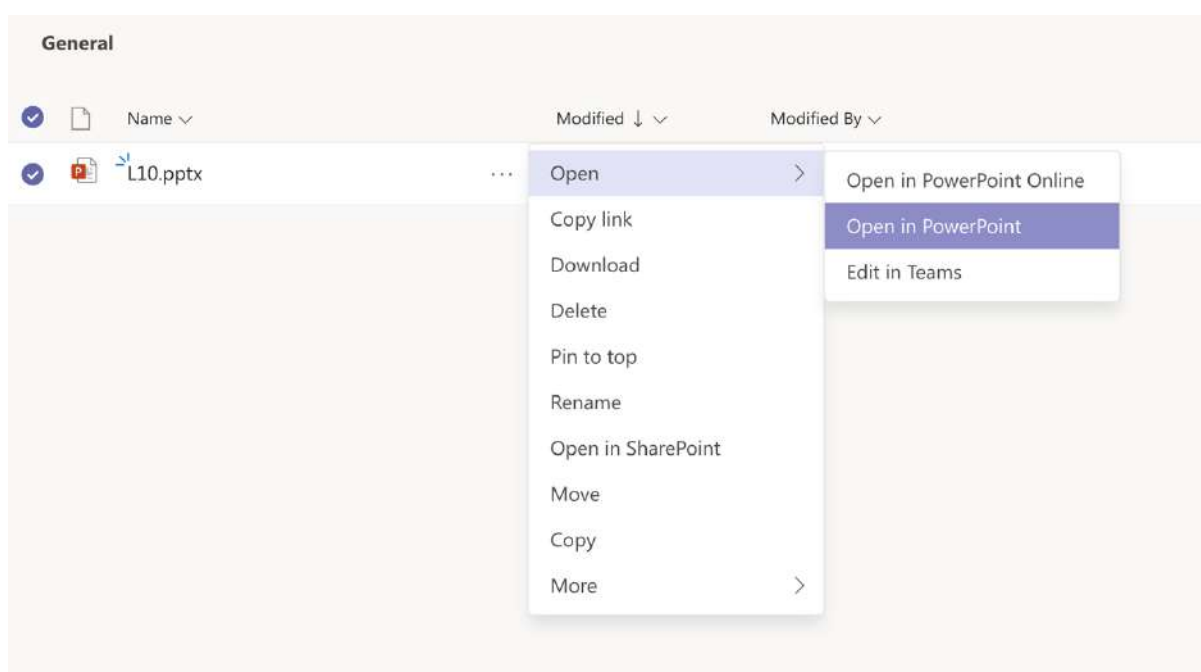 General
Name
Modified
Modified By
L10.pptx
...
Open
Copy link
Download
Delete
Pin to top
Rename
Open in SharePoint
Move
Copy
More
Open in PowerPoint Online
Open in PowerPoint
Edit in Teams